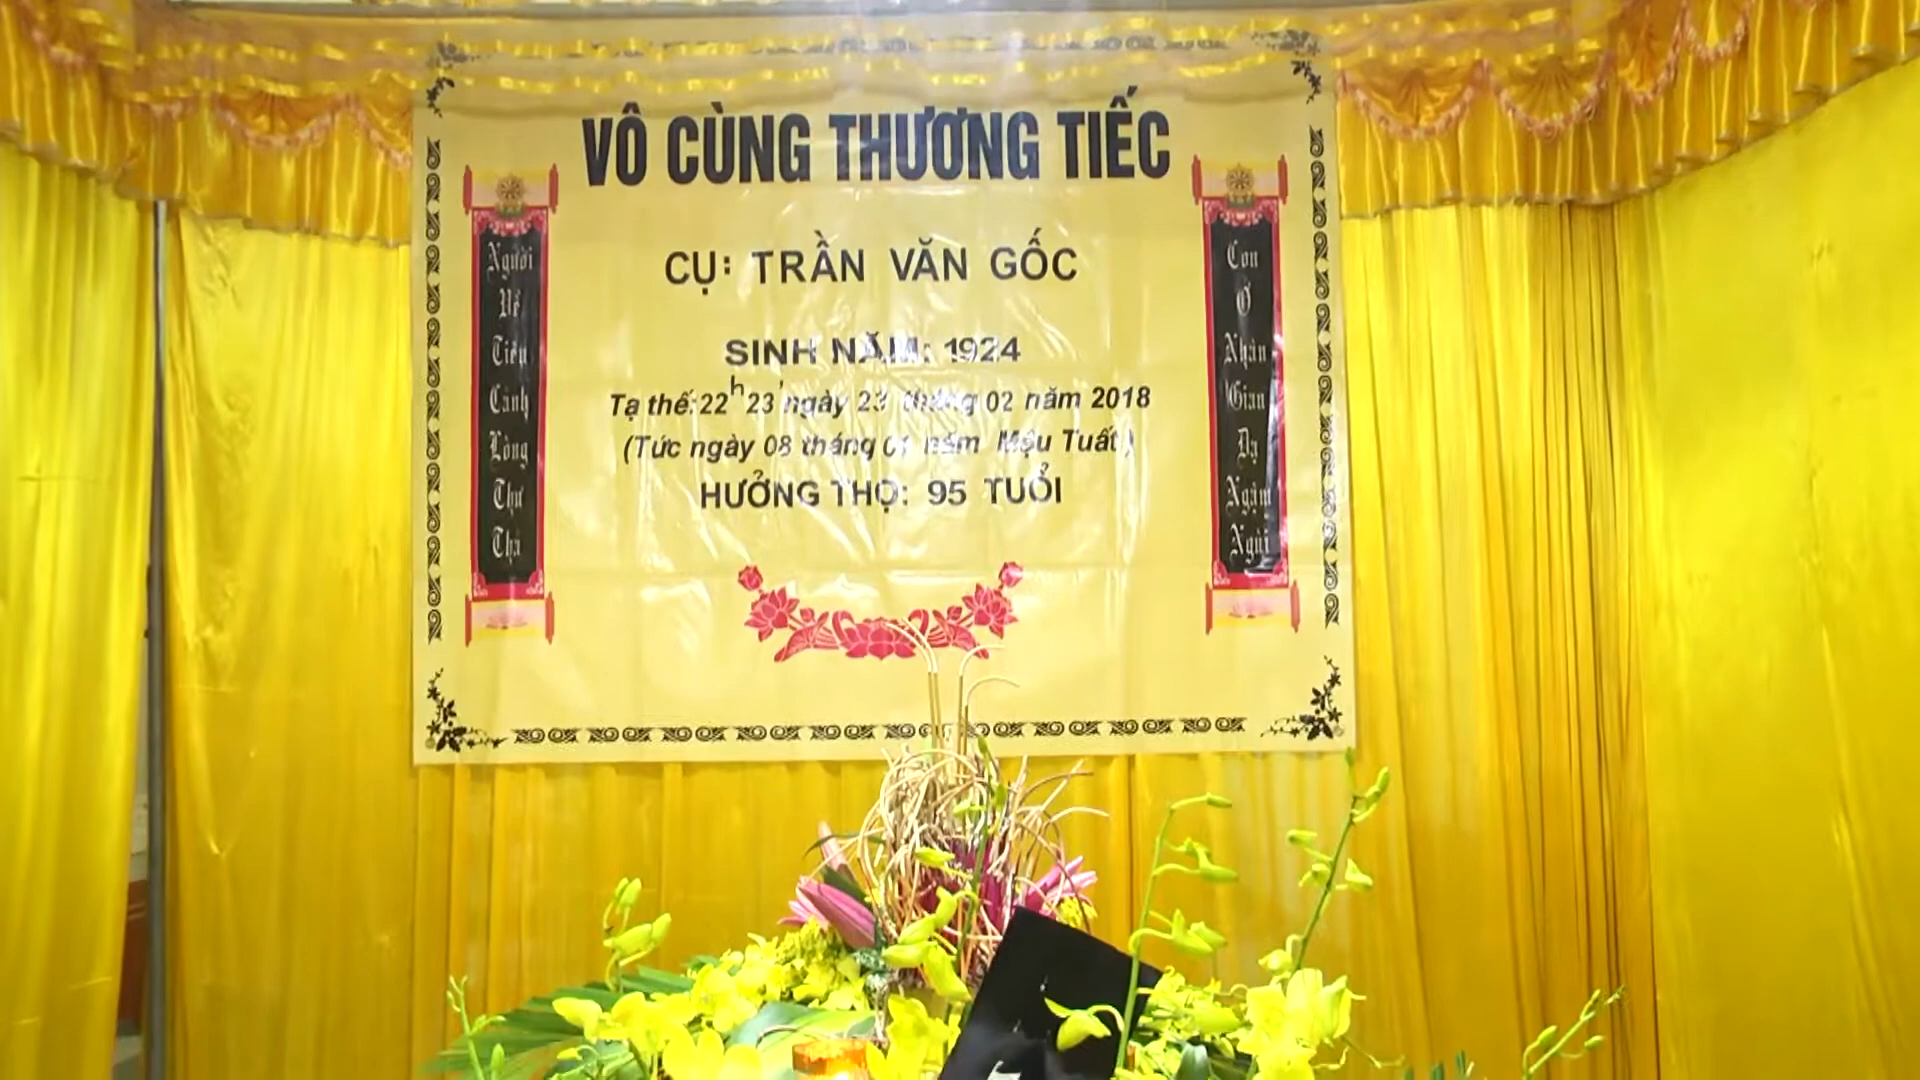 VÔ CÙNG THƯƠNG TIẾC
CỤ: TRẦN VĂN GỐC
SINH NĂM: 1924
Tạ thế: 22h23' ngày 23 tháng 02 năm 2018
(Tức ngày 08 tháng 01 năm Mậu Tuất)
HƯỞNG THỌ: 95 TUỔI
Người
Về
Tiên
Cảnh
Lòng
Thư
Thả
Con
Ở
Nhân
Gian
Dạ
Ngậm
Ngùi